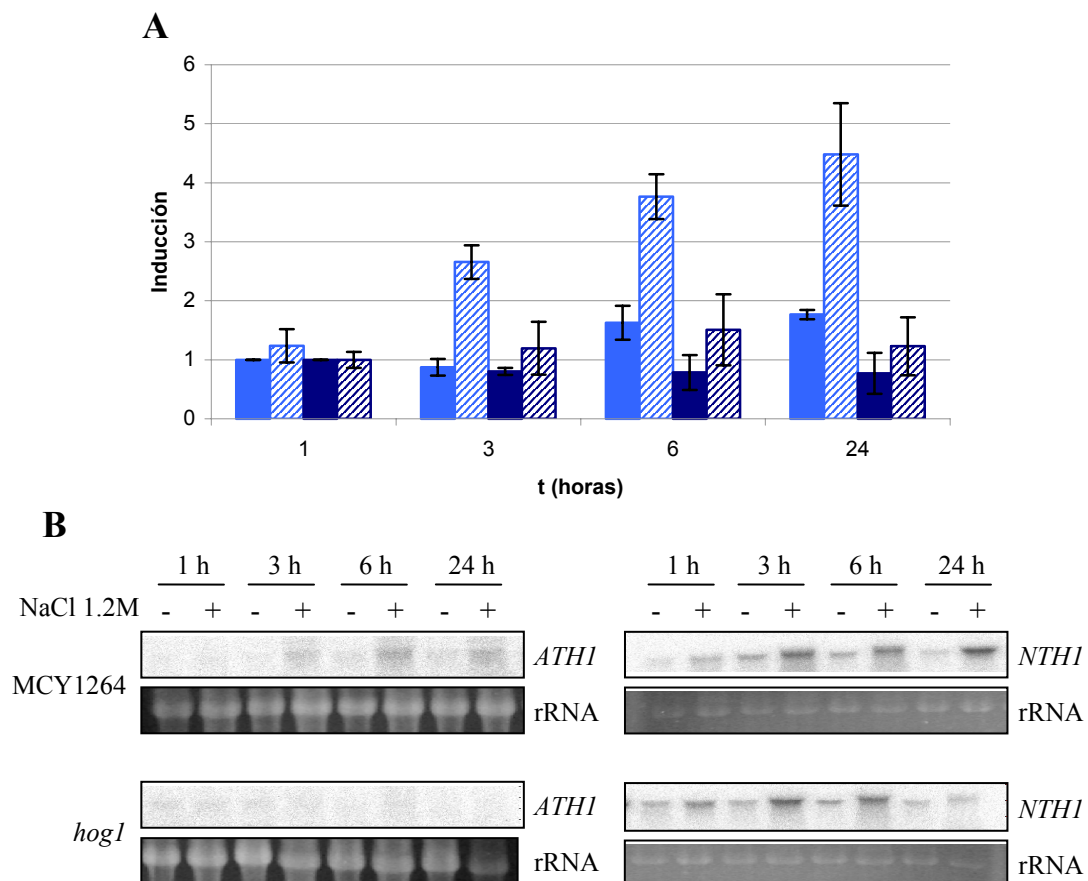 A
6
5
4
3
2
1
0
Inducción
1 3 6 24
t (horas)
B
1 h 3 h 6 h 24 h 1 h 3 h 6 h 24 h
NaCl 1.2M - + - + - + - + - + - + - + - +
MCY1264
ATH1 NTH1
rRNA rRNA
hog1
ATH1 NTH1
rRNA rRNA